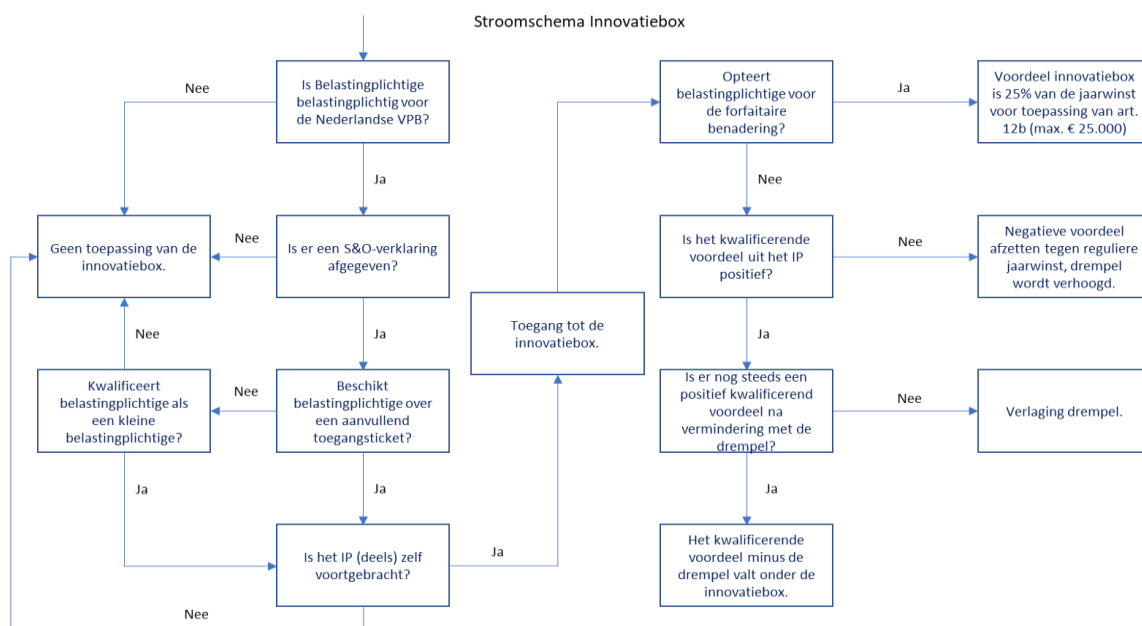 Stroomschema Innovatiebox
Is Belastingplichtige
belastingplichtig voor
de Nederlandse VPB?
Nee
Ja
Geen toepassing van de
innovatiebox.
Nee
Is er een S&O-verklaring
afgegeven?
Nee
Ja
Kwalificeert
belastingplichtige als
een kleine
belastingplichtige?
Nee
Beschikt
belastingplichtige over
een aanvullend
toegangsticket?
Ja
Ja
Is het IP (deels) zelf
voortgebracht?
Ja
Nee
Toegang tot de
innovatiebox.
Opteert
belastingplichtige voor
de forfaitaire
benadering?
Ja
Voordeel innovatiebox
is 25% van de jaarwinst
voor toepassing van art.
12b (max. € 25.000)
Nee
Is het kwalificerende
voordeel uit het IP
positief?
Nee
Negatieve voordeel
afzetten tegen reguliere
jaarwinst, drempel
wordt verhoogd.
Ja
Is er nog steeds een
positief kwalificerend
voordeel na
vermindering met de
drempel?
Nee
Verlaging drempel.
Ja
Het kwalificerende
voordeel minus de
drempel valt onder de
innovatiebox.